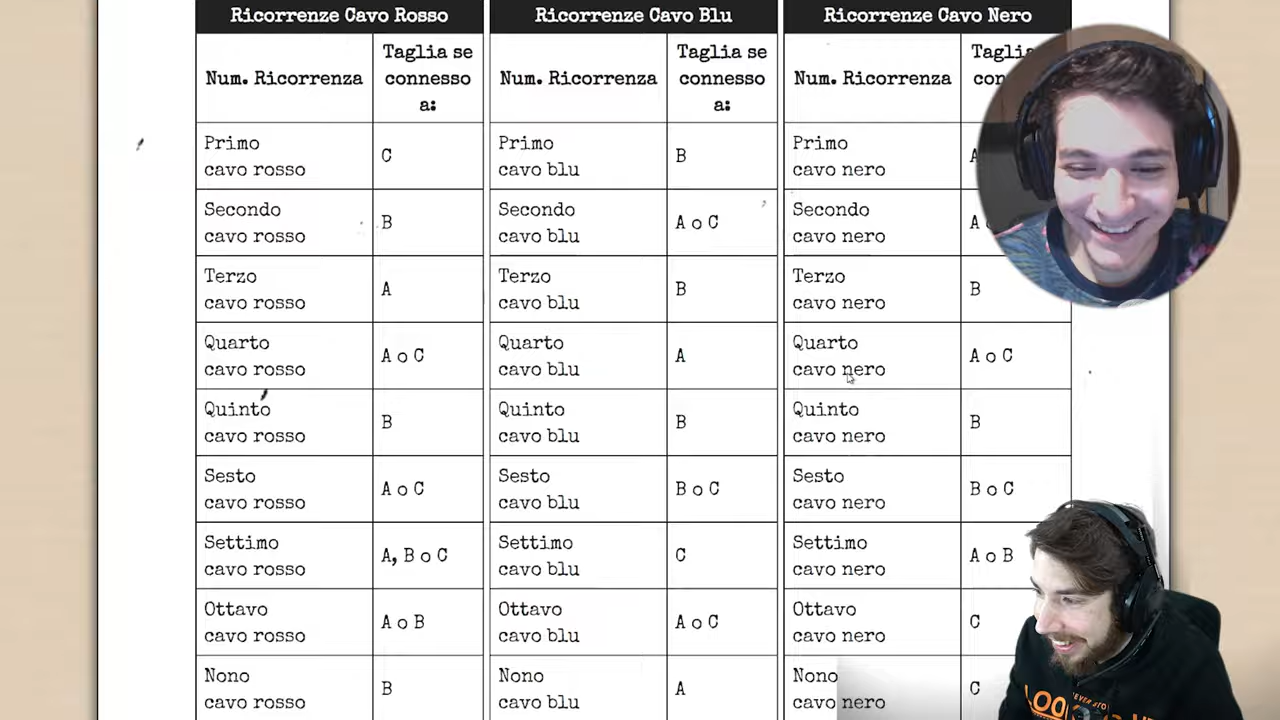 Ricorrenze Cavo Rosso
Num. Ricorrenza
Taglia se
connesso
a:
Primo
cavo rosso
C
Secondo
cavo rosso
B
Terzo
cavo rosso
A
Quarto
cavo rosso
A o C
Quinto
cavo rosso
B
Sesto
cavo rosso
A o C
Settimo
cavo rosso
A, B o C
Ottavo
cavo rosso
A o B
Nono
cavo rosso
B
Ricorrenze Cavo Blu
Num. Ricorrenza
Taglia se
connesso
a:
Primo
cavo blu
B
Secondo
cavo blu
A o C
Terzo
cavo blu
B
Quarto
cavo blu
A
Quinto
cavo blu
B
Sesto
cavo blu
B o C
Settimo
cavo blu
C
Ottavo
cavo blu
A o C
Nono
cavo blu
A
Ricorrenze Cavo Nero
Num. Ricorrenza
Primo
cavo nero
Secondo
cavo nero
A
Terzo
cavo nero
B
Quarto
cavo nero
A o C
Quinto
cavo nero
B
Sesto
cavo nero
B o C
Settimo
cavo nero
A o B
Ottavo
cavo nero
C
Nono
cavo nero
C